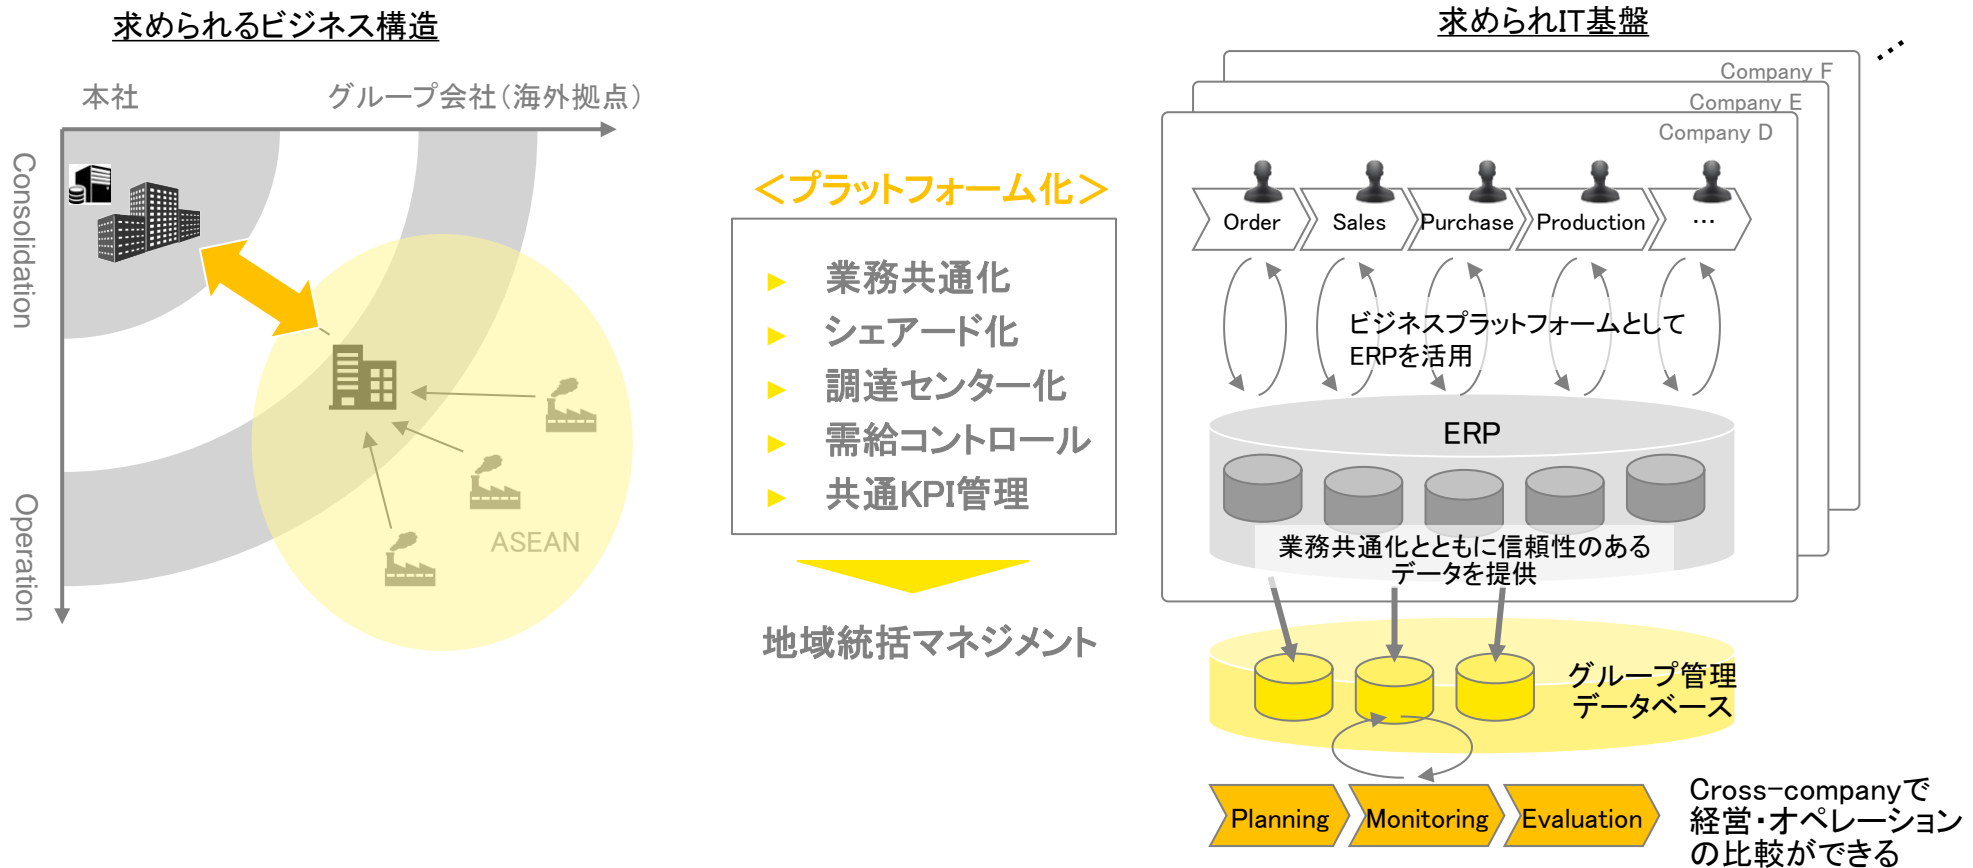 求められるビジネス構造
本社
グループ会社（海外拠点）
Consolidation
Operation
ASEAN
＜プラットフォーム化＞
► 業務共通化
► シェアード化
► 調達センター化
► 需給コントロール
► 共通KPI管理
地域統括マネジメント
求められIT基盤
…
Company F
Company E
Company D
Order
Sales
Purchase
Production
…
ビジネスプラットフォームとして
ERPを活用
ERP
業務共通化とともに信頼性のある
データを提供
グループ管理
データベース
Planning
Monitoring
Evaluation
Cross-companyで
経営・オペレーション
の比較ができる